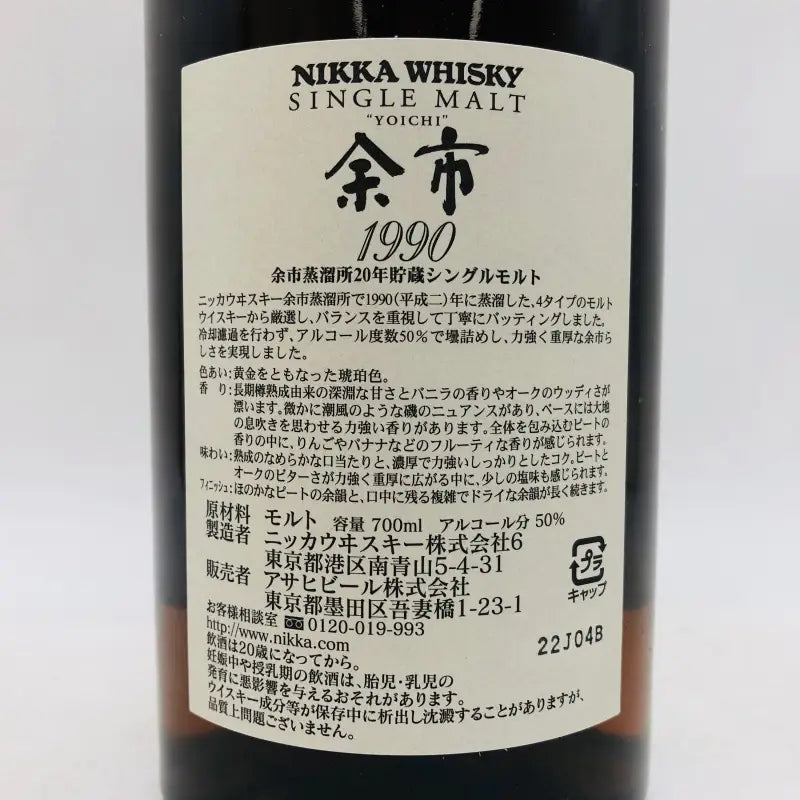 NIKKA WHISKY
SINGLE MALT
"YOICHI"
余市
1990
余市蒸溜所20年貯蔵シングルモルト
ニッカウヰスキー余市蒸溜所で1990(平成二)年に蒸溜した、4タイプのモルト
ウイスキーから厳選し、バランスを重視して丁寧にバッティングしました。
冷却濾過を行わず、アルコール度数50%で壜詰めし、力強く重厚な余市ら
しさを実現しました。
色あい:黄金をともなった琥珀色。
香り:長期樽熟成由来の深淵な甘さとバニラの香りやオークのウッディさが
漂います。微かに潮風のような磯のニュアンスがあり、ベースには大地
の息吹きを思わせる力強い香りがあります。全体を包み込むピートの
香りの中に、りんごやバナナなどのフルーティな香りが感じられます。
味わい:熟成のなめらかな口当たりと、濃厚で力強いしっかりとしたコク。ピートと
オークのビターさが力強く重厚に広がる中に、少しの塩味も感じられます。
フィニッシュ:ほのかなピートの余韻と、口中に残る複雑でドライな余韻が長く続きます。
原材料 モルト 容量 700ml アルコール分 50%
製造者 ニッカウヰスキー株式会社6
東京都港区南青山5-4-31
販売者 アサヒビール株式会社
東京都墨田区吾妻橋1-23-1
プラ
キャップ
お客様相談室 0120-019-993
http://www.nikka.com
22J04B
飲酒は20歳になってから。
妊娠中や授乳期の飲酒は、胎児・乳児の
発育に悪影響を与えるおそれがあります。
ウイスキー成分等が保存中に析出し沈澱することがありますが、
品質上問題ございません。